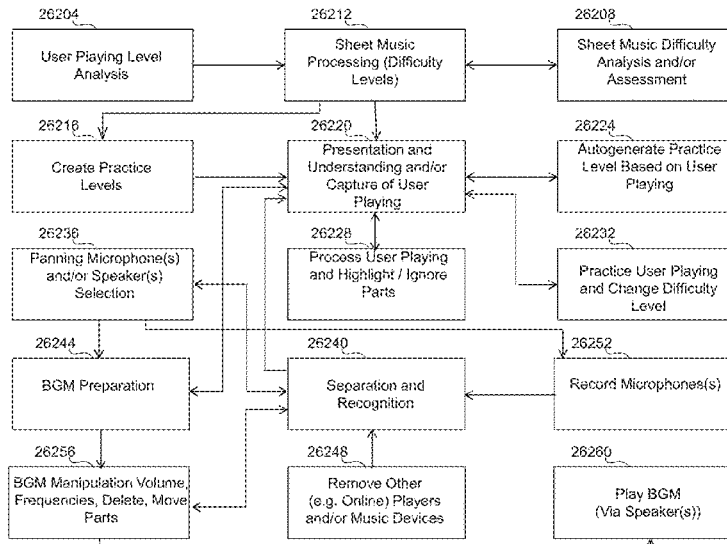 26204
User Playing Level
Analysis
26212
Sheet Music
Processing (Difficulty
Levels)
26208
Sheet Music Difficulty
Analysis and/or
Assessment
26216
Create Practice
Levels
26220
Presentation and
Understanding and/or
Capture of User
Playing
26224
Autogenerate Practice
Level Based on User
Playing
26236
Panning Microphone(s)
and/or Speaker(s)
Selection
26228
Process User Playing
and Highlight / Ignore
Parts
26232
Practice User Playing
and Change Difficulty
Level
26244
BGM Preparation
26240
Separation and
Recognition
26252
Record Microphones(s)
26256
BGM Manipulation Volume,
Frequencies, Delete, Move
Parts
26248
Remove Other
(e.g. Online) Players
and/or Music Devices
26260
Play BGM
(Via Speaker(s))